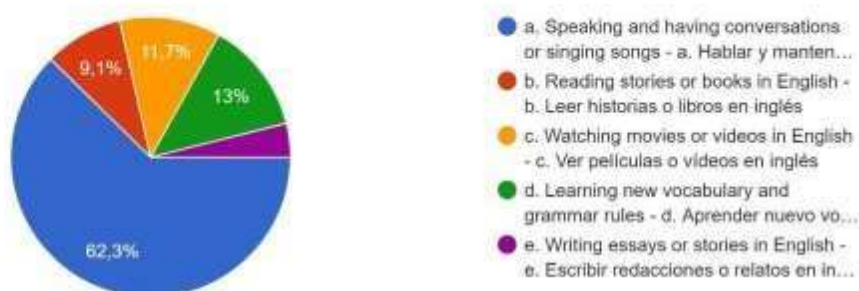 9,1%
11,7%
13%
62,3%
a. Speaking and having conversations
or singing songs - a. Hablar y manten...
b. Reading stories or books in English -
b. Leer historias o libros en inglés
c. Watching movies or videos in English
- c. Ver películas o vídeos en inglés
d. Learning new vocabulary and
grammar rules - d. Aprender nuevo vo...
e. Writing essays or stories in English -
e. Escribir redacciones o relatos en in...